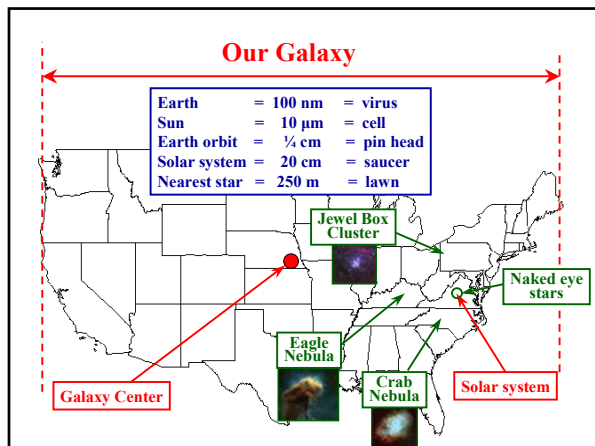 Our Galaxy
Earth = 100 nm = virus
Sun = 10 μm = cell
Earth orbit = ¼ cm = pin head
Solar system = 20 cm = saucer
Nearest star = 250 m = lawn
Jewel Box
Cluster
Naked eye
stars
Eagle
Nebula
Crab
Nebula
Galaxy Center
Solar system